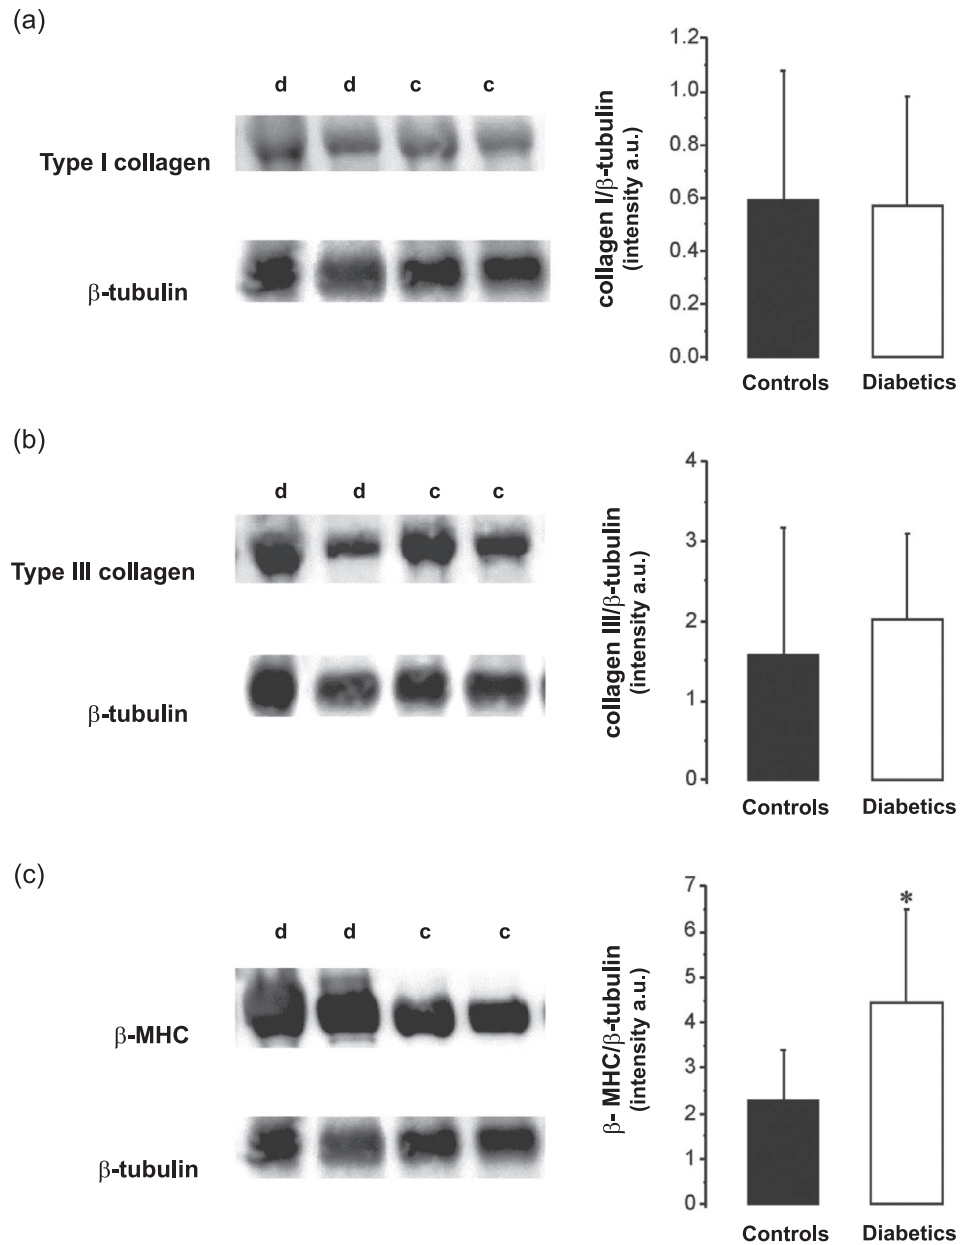 (a)
d d c c
Type I collagen
β-tubulin
collagen I/β-tubulin
(intensity a.u.)
1.2
1.0
0.8
0.6
0.4
0.2
0.0
Controls Diabetics
(b)
d d c c
Type III collagen
β-tubulin
collagen III/β-tubulin
(intensity a.u.)
4
3
2
1
0
Controls Diabetics
(c)
d d c c
β-MHC
β-tubulin
β- MHC/β-tubulin
(intensity a.u.)
7
6
5
4
3
2
1
0
*
Controls Diabetics